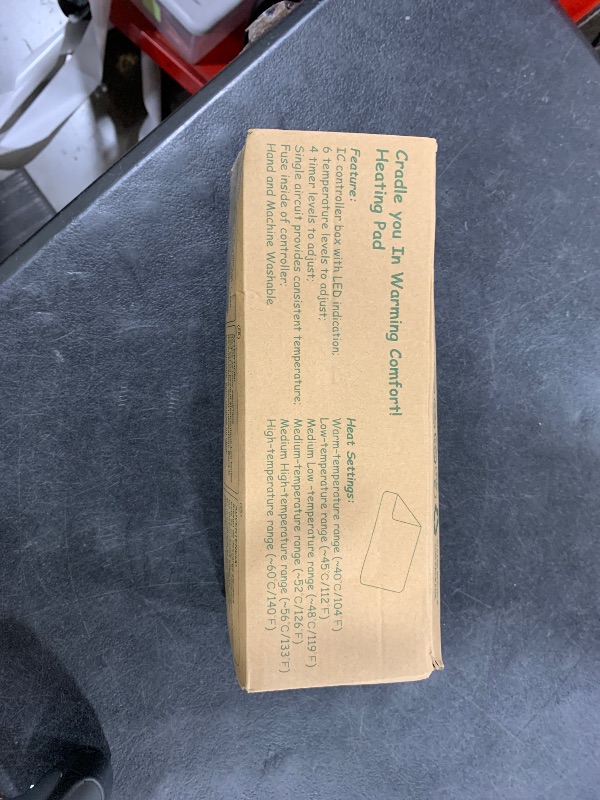 Cradle you In Warming Comfort!
Heating Pad
Feature:
IC controller box with LED indication;
6 temperature levels to adjust;
4 timer levels to adjust;
Single aircuit provides consistent temperature;
Fuse inside of controller;
Hand and Machine Washable
Heat Settings:
Warm-temperature range (~40°C/104°F)
Low-temperature range (~45°C/112°F)
Medium Low -temperature range (~48°C/119°F)
Medium-temperature range (~52°C/126°F)
Medium High-temperature range (~56°C/133°F)
High-temperature range (~60°C/140°F)